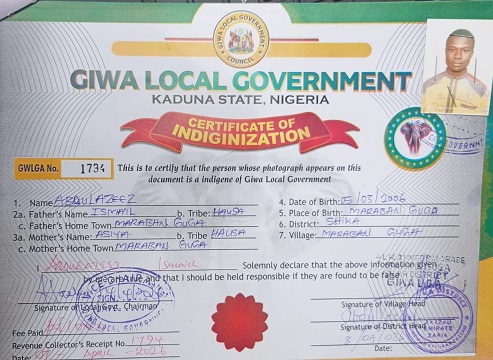 GIWA LOCAL GOVERNMENT
COUNCIL
GIWA LOCAL GOVERNMENT
KADUNA STATE, NIGERIA
CERTIFICATE OF
INDIGINIZATION
GWLGA No. 1794 This is to certify that the person whose photograph appears on this
document is a indigene of Giwa Local Government
1. Name ABDULAZEEZ
2a. Father's Name: ISMAIL b. Tribe: HAUSA
c. Father's Home Town MARABAN GUGA
3a. Mother's Name: ASIYA b. Tribe HAUSA
c. Mother's Home Town MARABAN GUGA
4. Date of Birth: 05/03/2006
5. Place of Birth: MARABAN GUGA
6. District: SHIKA
7. Village: MARABAN GUGA
I Solemnly declare that the above information given
and that I should be held responsible if they are found to be false
Signature of Local Govt. Chairman
Signature of Village Head
Signature of District Head
Fee Paid
Revenue Collector's Receipt No. 1794
Date: APRIL 2026